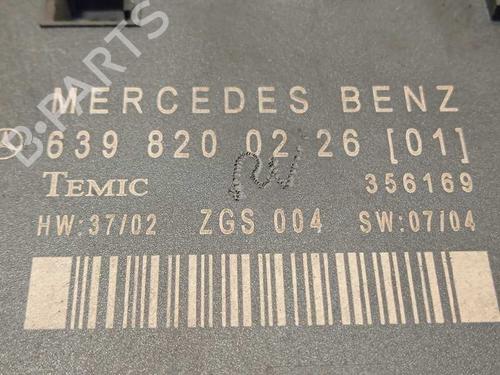 B-PARTS
MERCEDES BENZ
639 820 02 26 [01]
TEMIC 356169
HW:37/02 ZGS 004 SW:07/04